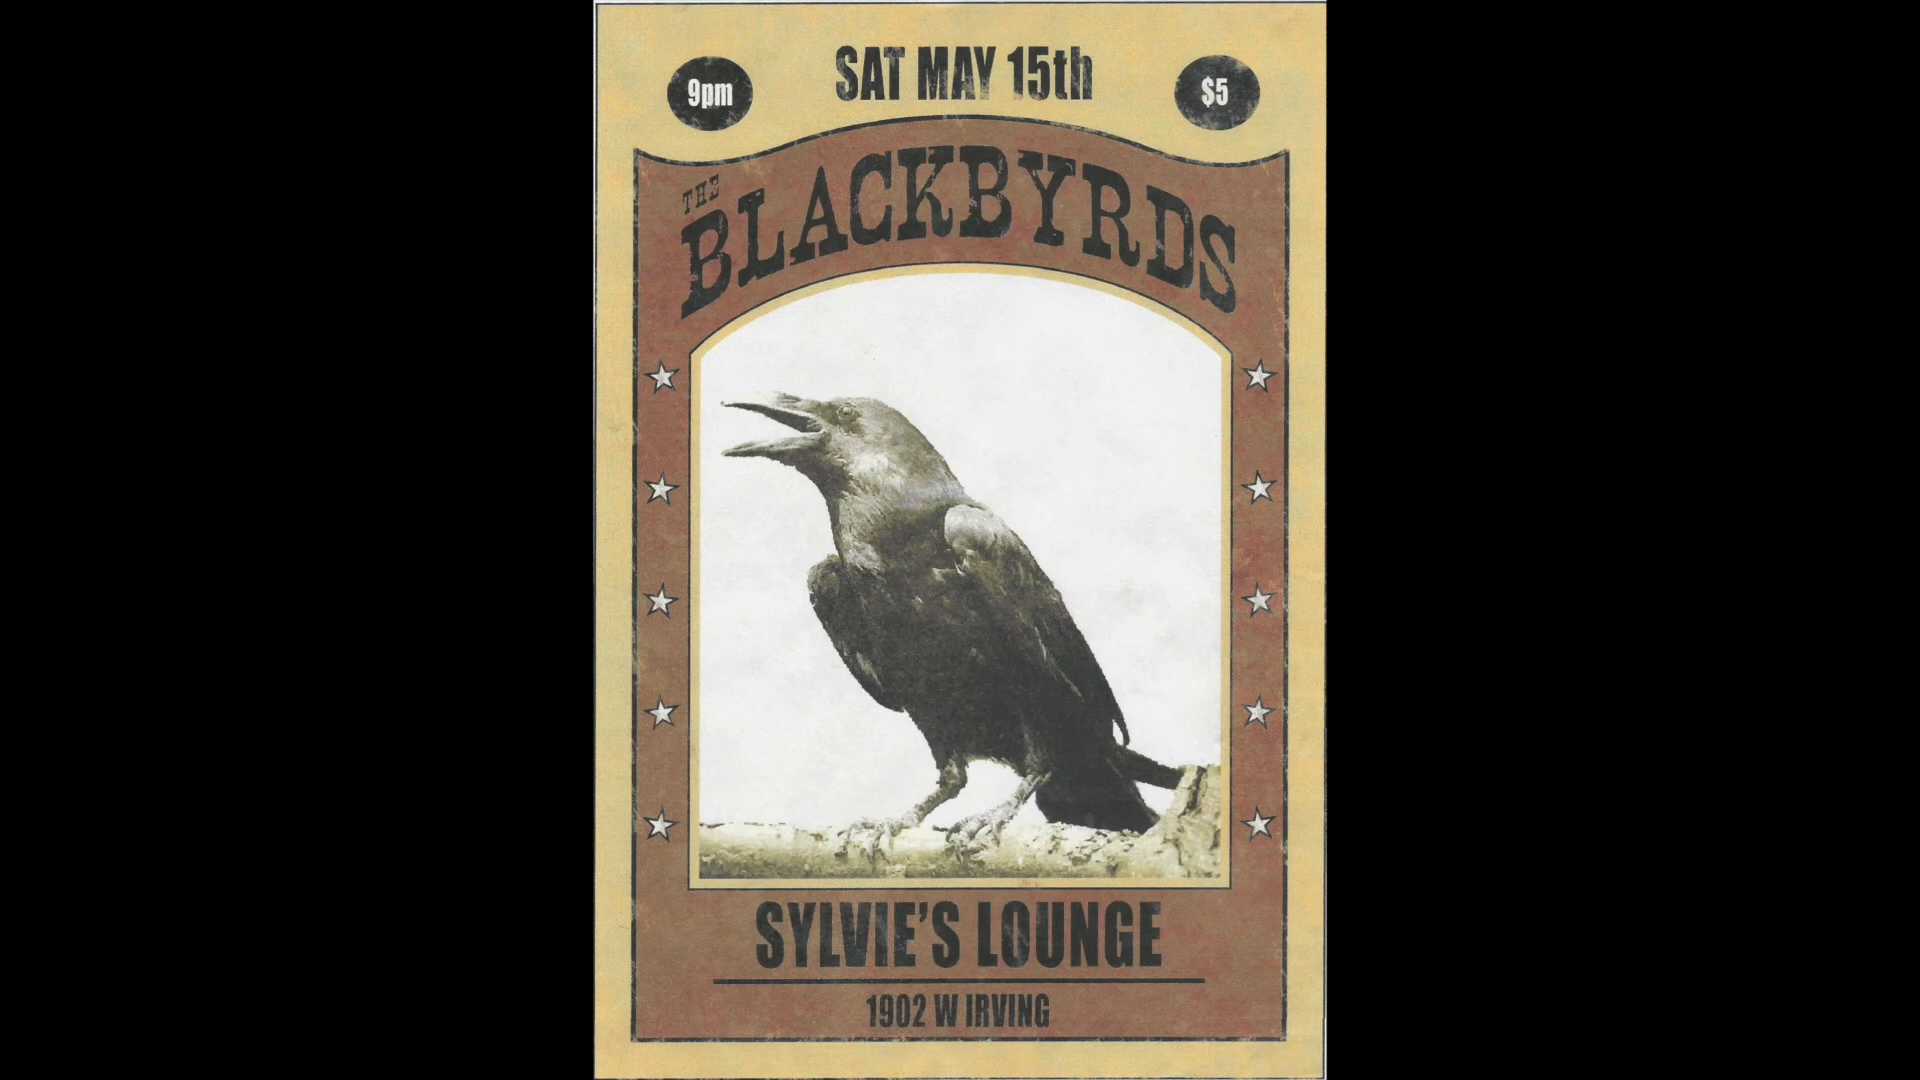 SAT MAY 15th
9pm
$5
THE
BLACKBYRDS
SYLVIE'S LOUNGE
1902 W IRVING